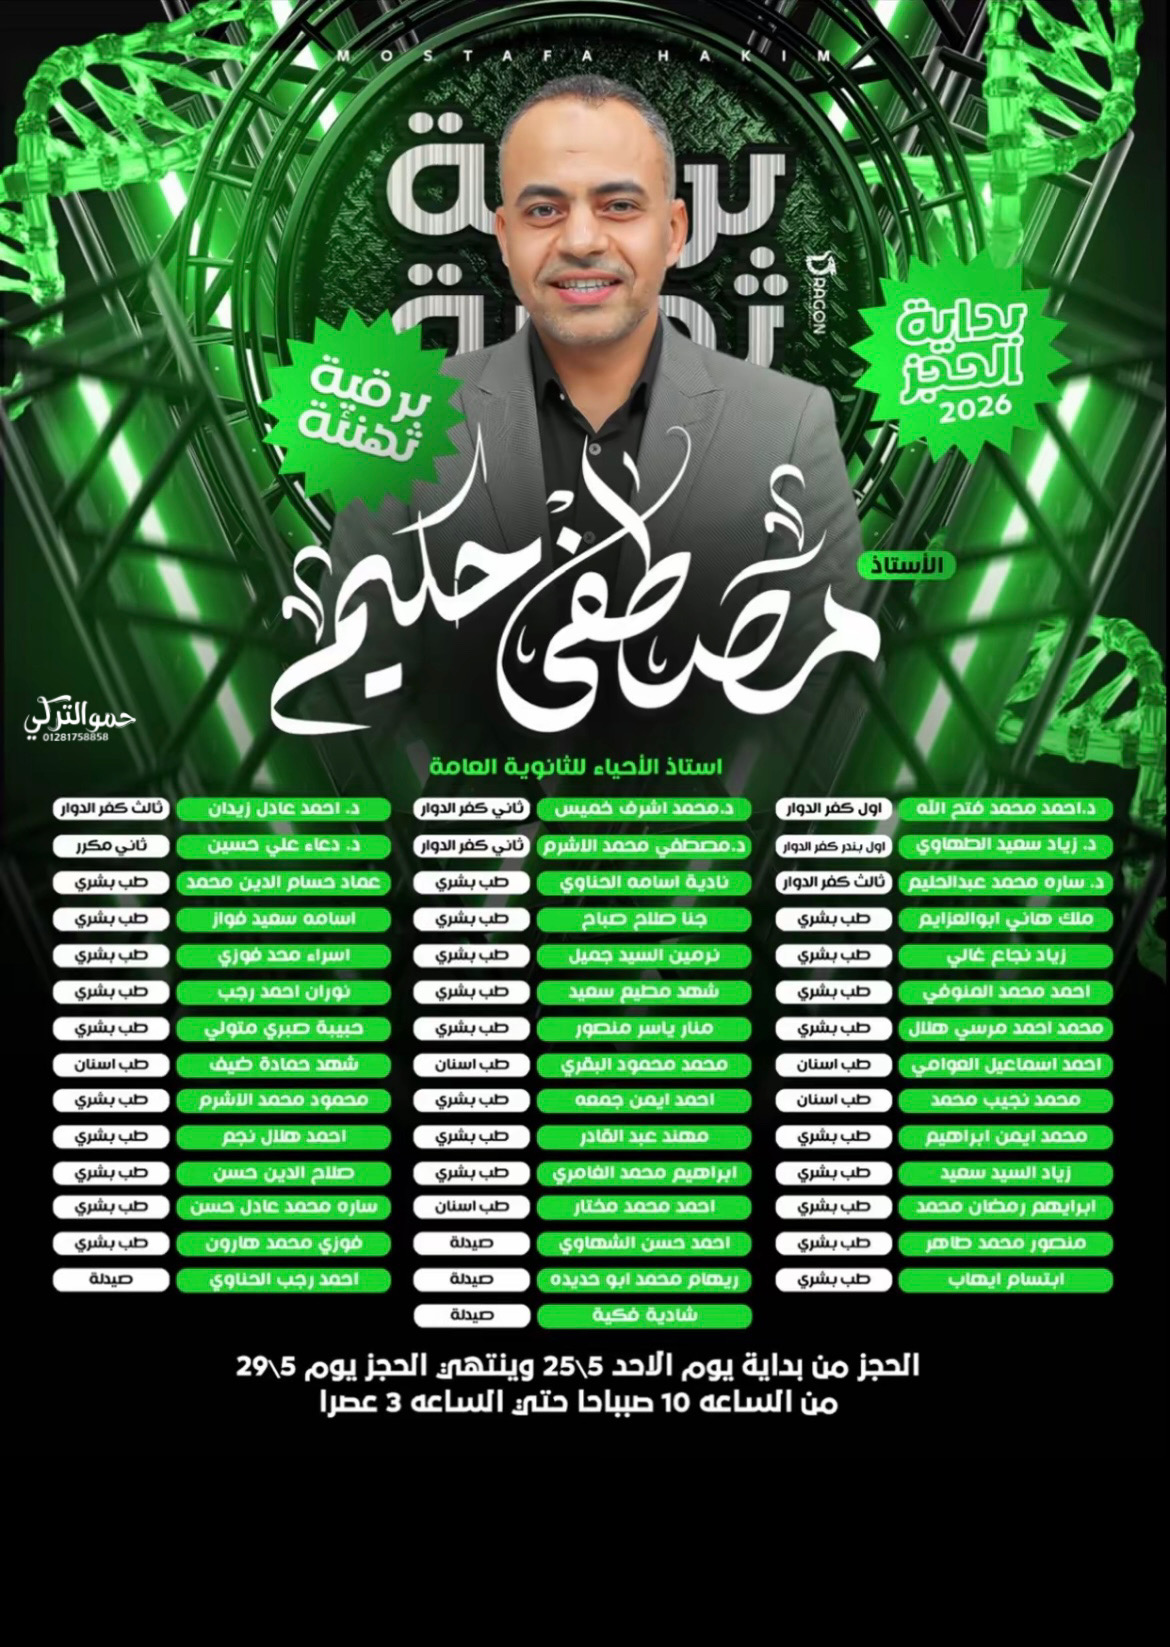 MOSTAFA HAKIM
برقية
DRAGON
بداية
الحجز
2026
برقية
تهنئة
الأستاذ
مصطفى حكيم
حمو التركي
01281758858
استاذ الأحياء للثانوية العامة
د.احمد محمد فتح الله اول كفر الدوار د.محمد اشرف خميس ثاني كفر الدوار د. احمد عادل زيدان ثالث كفر الدوار
د. زياد سعيد الطهاوي اول بندر كفر الدوار د.مصطفي محمد الاشرم ثاني كفر الدوار د. دعاء علي حسين ثاني مكرر
د. ساره محمد عبدالحليم ثالث كفر الدوار نادية اسامه الحناوي طب بشري عماد حسام الدين محمد طب بشري
ملك هاني ابوالعزايم طب بشري جنا صلاح صباح طب بشري اسامه سعيد فواز طب بشري
زياد نجاع غالي طب بشري نرمين السيد جميل طب بشري اسراء محد فوزي طب بشري
احمد محمد المنوفي طب بشري شهد مطيع سعيد طب بشري نوران احمد رجب طب بشري
محمد احمد مرسي هلال طب بشري منار ياسر منصور طب بشري حبيبة صبري متولي طب بشري
احمد اسماعيل العوامي طب اسنان محمد محمود البقري طب اسنان شهد حمادة ضيف طب اسنان
محمد نجيب محمد طب اسنان احمد ايمن جمعه طب بشري محمود محمد الاشرم طب بشري
محمد ايمن ابراهيم طب بشري مهند عبد القادر طب بشري احمد هلال نجم طب بشري
زياد السيد سعيد طب بشري ابراهيم محمد الغامري طب بشري صلاح الدين حسن طب بشري
ابرايهم رمضان محمد طب بشري احمد محمد مختار طب اسنان ساره محمد عادل حسن طب بشري
منصور محمد طاهر طب بشري احمد حسن الشهاوي صيدلة فوزي محمد هارون طب بشري
ابتسام ايهاب طب بشري ريهام محمد ابو حديده صيدلة احمد رجب الحناوي صيدلة
شادية فكية صيدلة
الحجز من بداية يوم الاحد 5\25 وينتهي الحجز يوم 5\29
من الساعه 10 صبباحا حتي الساعه 3 عصرا